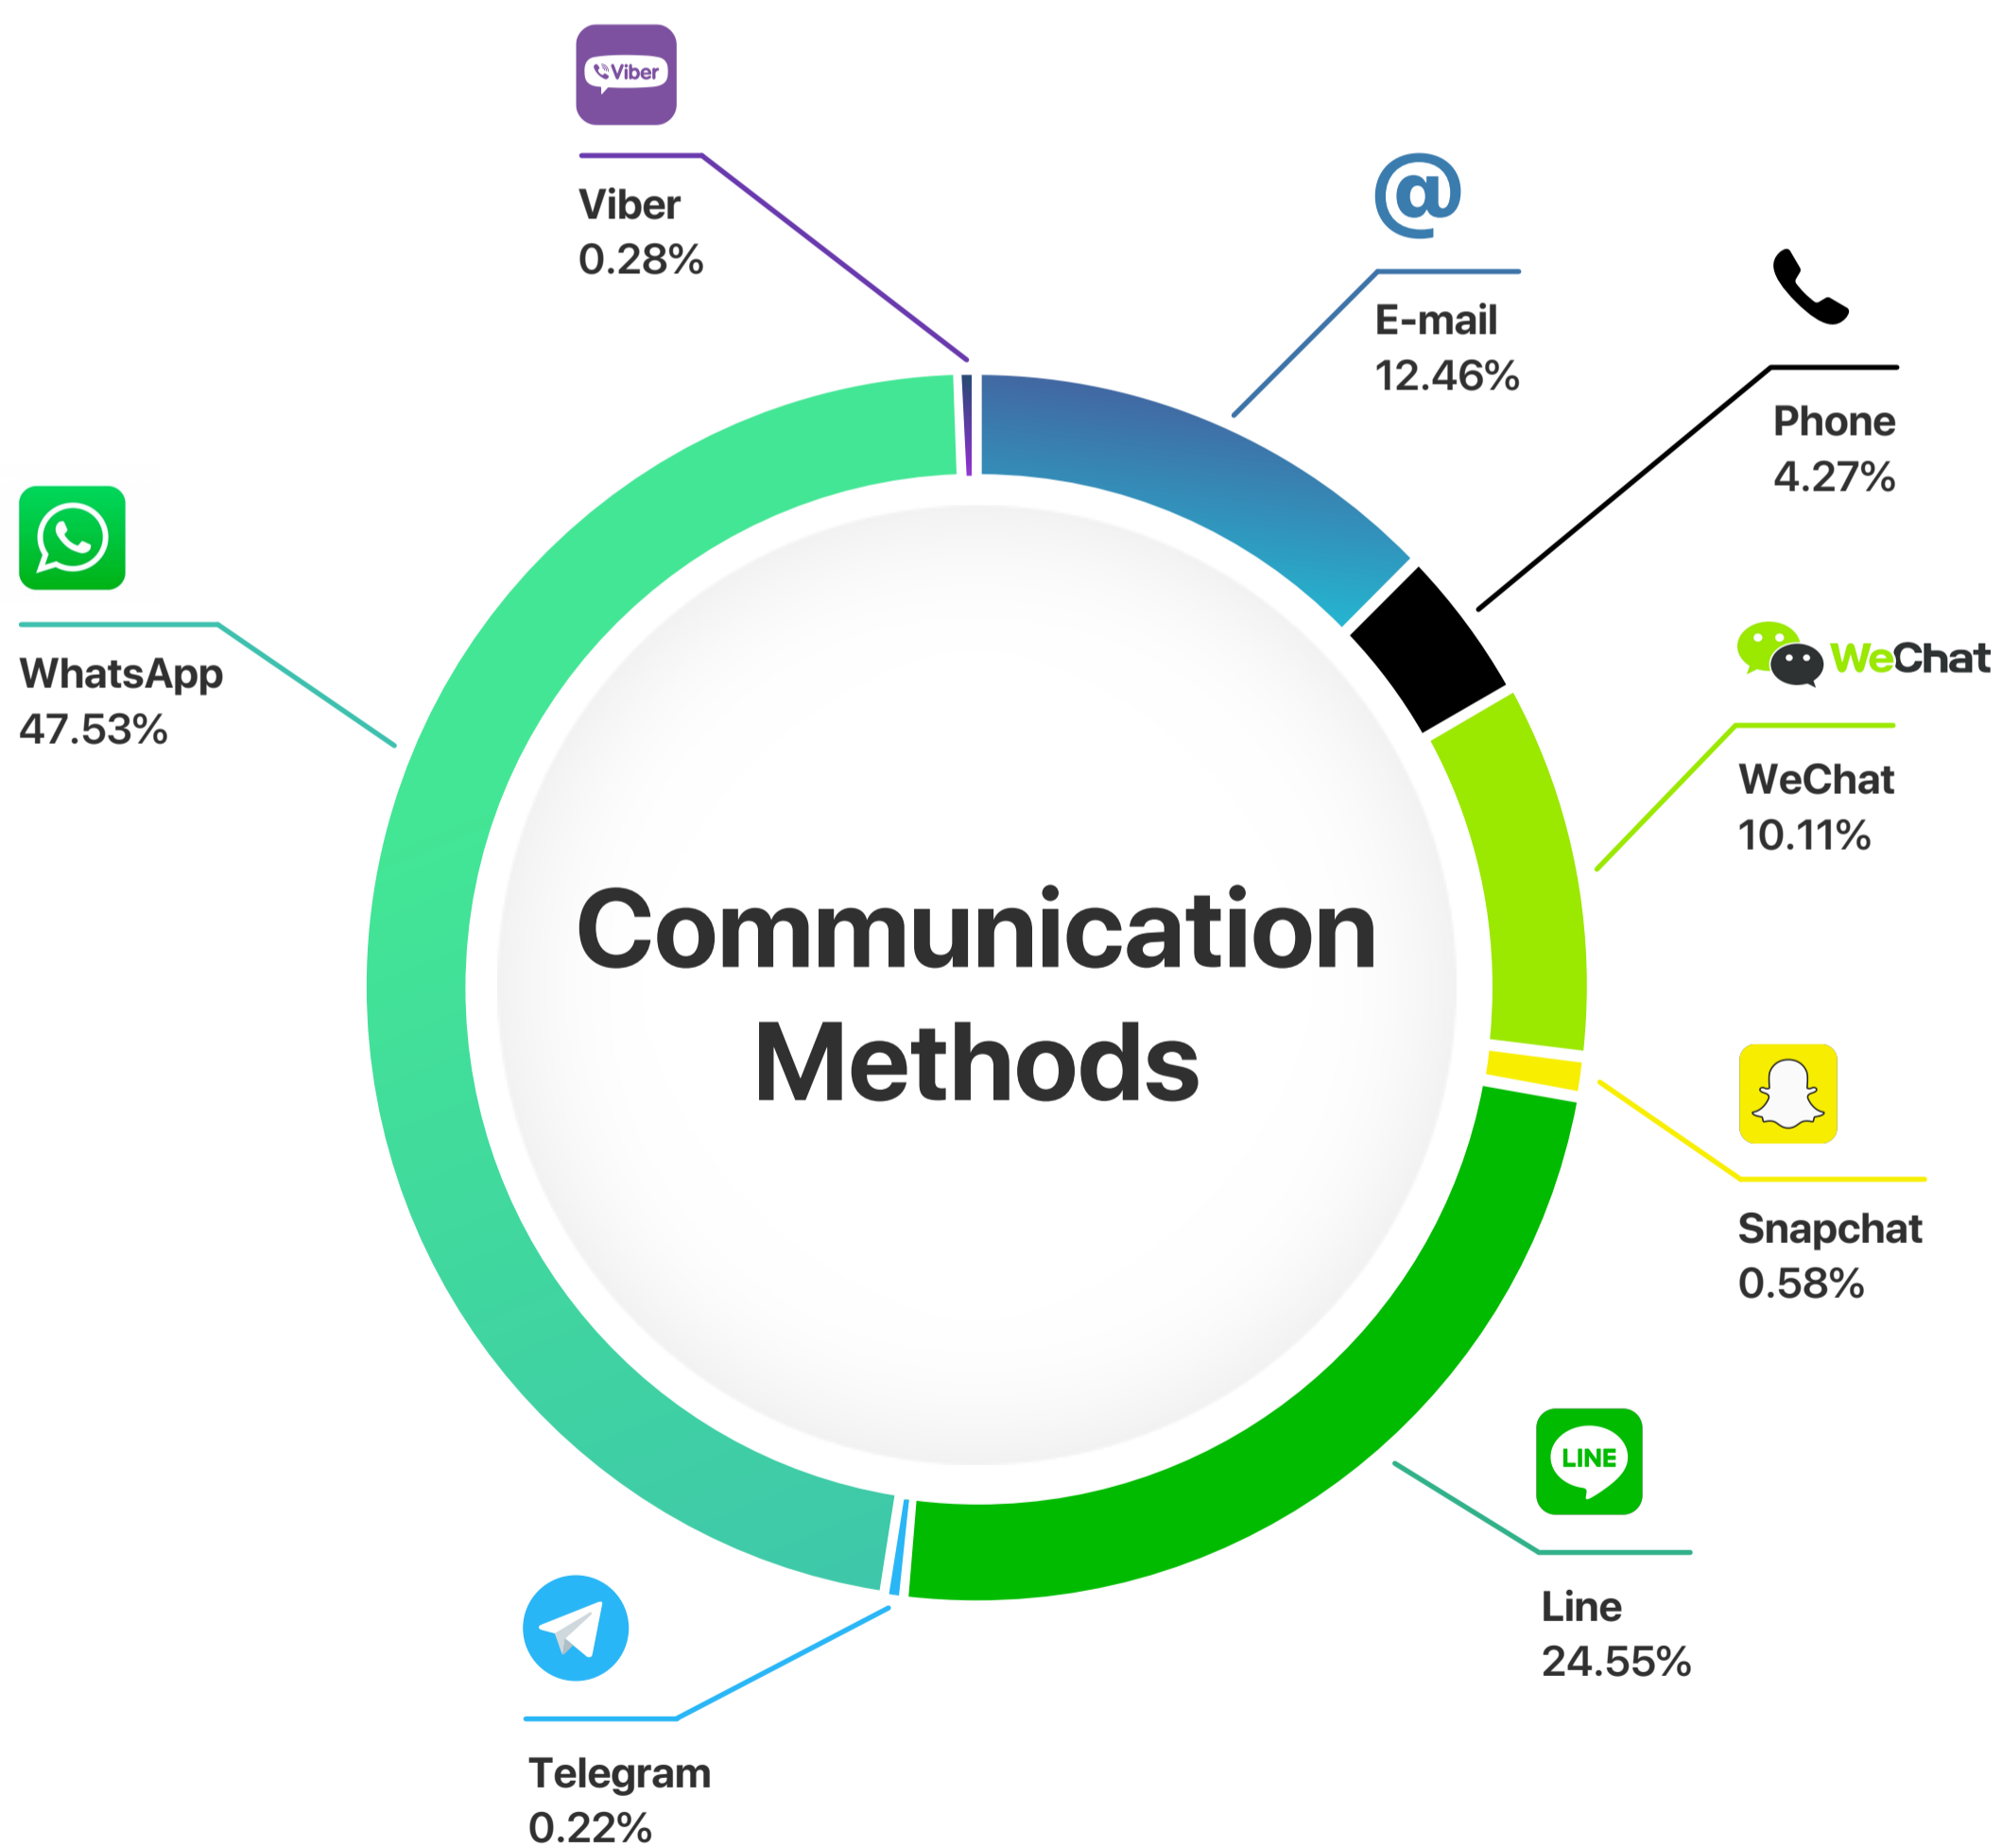 Viber
Viber
0.28%
@
E-mail
12.46%
Phone
4.27%
WhatsApp
47.53%
WeChat
WeChat
10.11%
Communication
Methods
Snapchat
0.58%
LINE
Line
24.55%
Telegram
0.22%